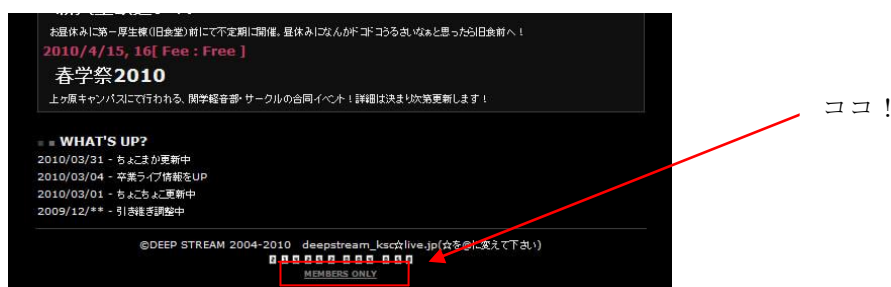 お昼休みに第一厚生棟(旧食堂)前にて不定期に開催。昼休みになんかドコドコうるさいなぁと思ったら旧食前へ!
2010/4/15, 16[ Fee : Free ]
春学祭2010
上ヶ原キャンパスにて行われる、関学軽音部・サークルの合同イベント!詳細は決まり次第更新します!
ココ!
WHAT'S UP?
2010/03/31 - ちょこまか更新中
2010/03/04 - 卒業ライブ情報をUP
2010/03/01 - ちょこちょこ更新中
2009/12/** - 引き継ぎ調整中
©DEEP STREAM 2004-2010 deepstream_ksc☆live.jp(☆を@に変えて下さい)
MEMBERS ONLY